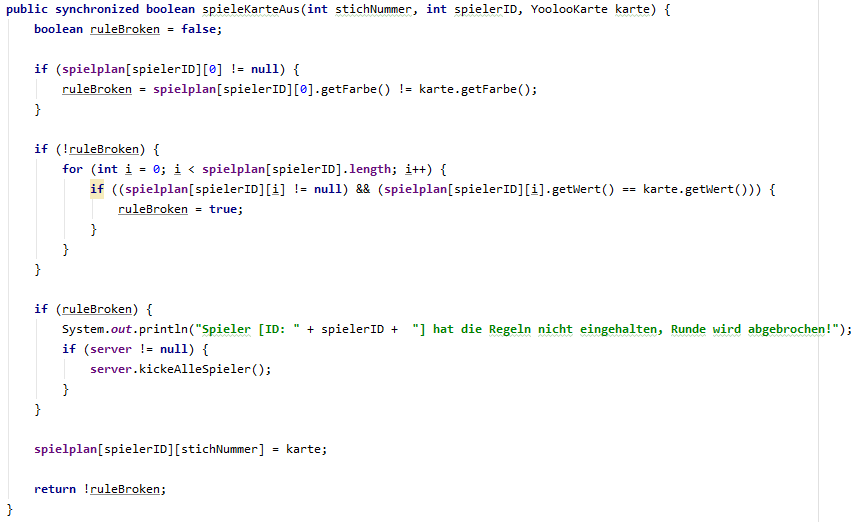 public synchronized boolean spieleKarteAus(int stichNummer, int spielerID, YoolooKarte karte) {
    boolean ruleBroken = false;

    if (spielplan[spielerID][0] != null) {
        ruleBroken = spielplan[spielerID][0].getFarbe() != karte.getFarbe();
    }

    if (!ruleBroken) {
        for (int i = 0; i < spielplan[spielerID].length; i++) {
            if ((spielplan[spielerID][i] != null) && (spielplan[spielerID][i].getWert() == karte.getWert())) {
                ruleBroken = true;
            }
        }
    }

    if (ruleBroken) {
        System.out.println("Spieler [ID: " + spielerID +  "] hat die Regeln nicht eingehalten, Runde wird abgebrochen!");
        if (server != null) {
            server.kickeAlleSpieler();
        }
    }

    spielplan[spielerID][stichNummer] = karte;

    return !ruleBroken;
}